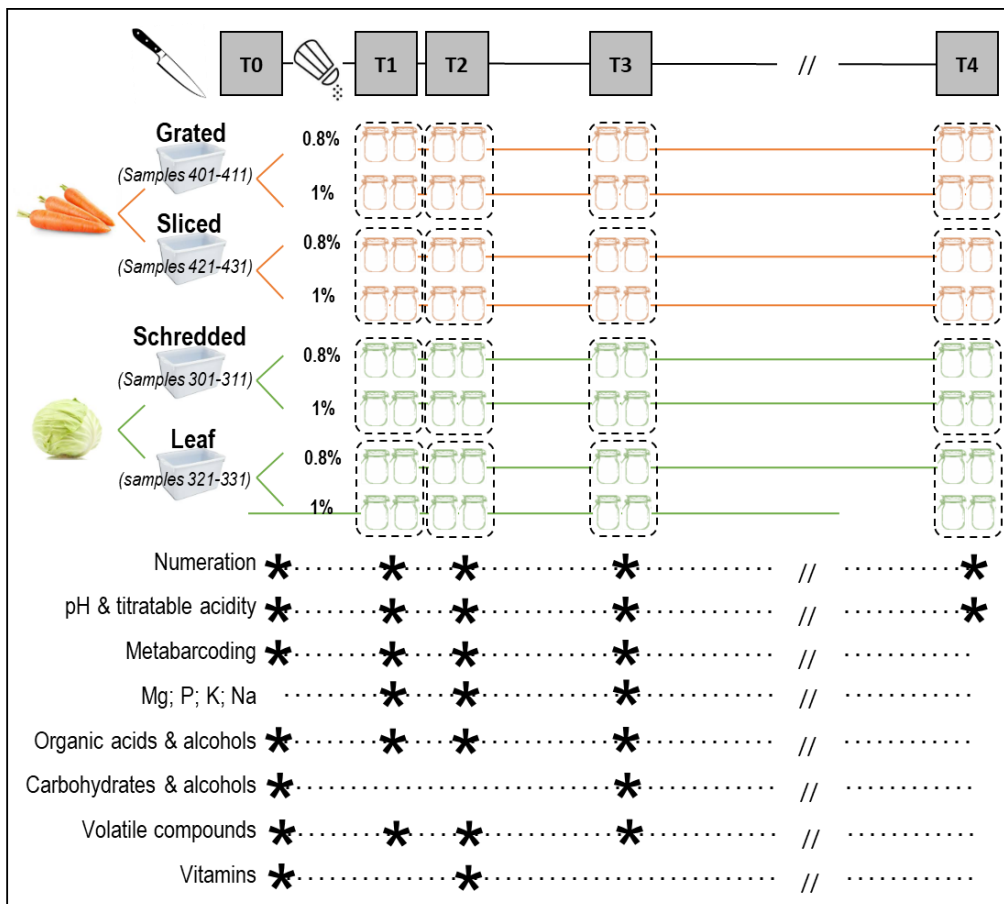 T0 T1 T2 T3 // T4
Grated
(Samples 401-411)
0.8%
1%
Sliced
(Samples 421-431)
0.8%
1%
Schredded
(Samples 301-311)
0.8%
1%
Leaf
(samples 321-331)
0.8%
1%
Numeration * * * * // *
pH & titratable acidity * * * * // *
Metabarcoding * * * * //
Mg; P; K; Na * * * //
Organic acids & alcohols * * * * //
Carbohydrates & alcohols * * //
Volatile compounds * * * * //
Vitamins * * //